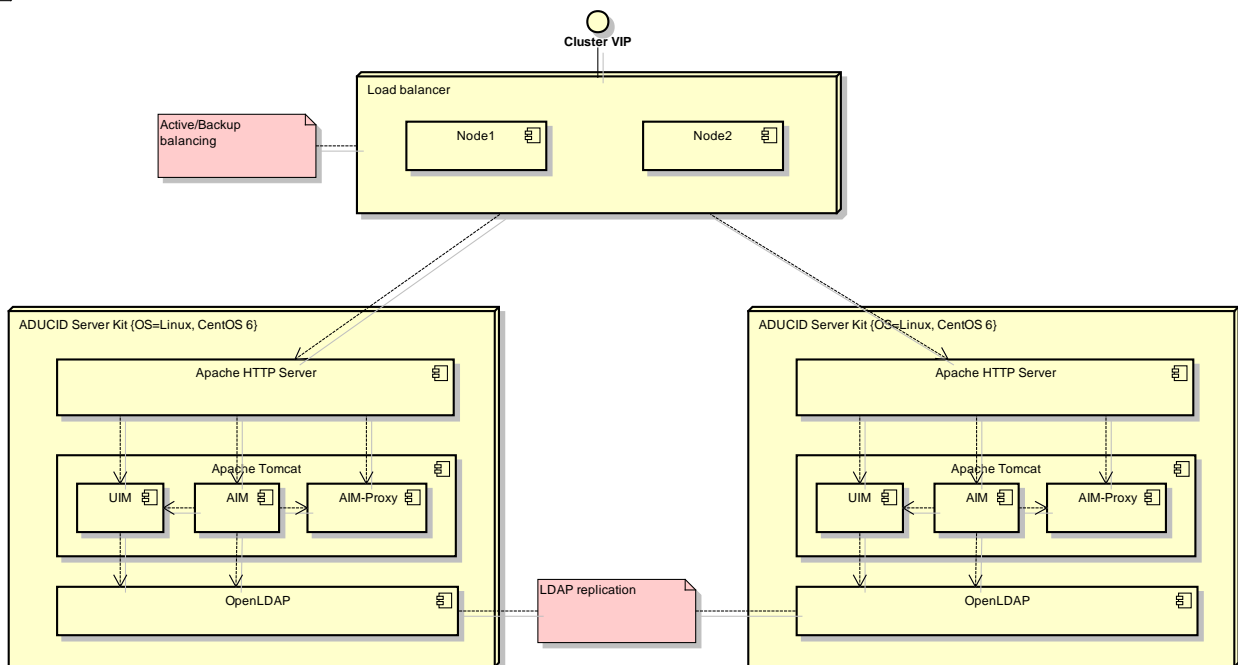 Cluster VIP
Load balancer
Active/Backup
balancing
Node1
Node2
ADUCID Server Kit {OS=Linux, CentOS 6}
ADUCID Server Kit {OS=Linux, CentOS 6}
Apache HTTP Server
Apache HTTP Server
Apache Tomcat
Apache Tomcat
UIM
AIM
AIM-Proxy
UIM
AIM
AIM-Proxy
OpenLDAP
LDAP replication
OpenLDAP